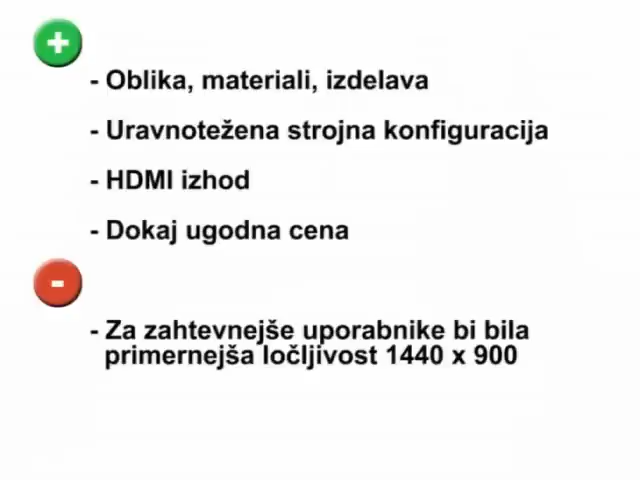 +
- Oblika, materiali, izdelava
- Uravnotežena strojna konfiguracija
- HDMI izhod
- Dokaj ugodna cena
-
- Za zahtevnejše uporabnike bi bila
primernejša ločljivost 1440 x 900